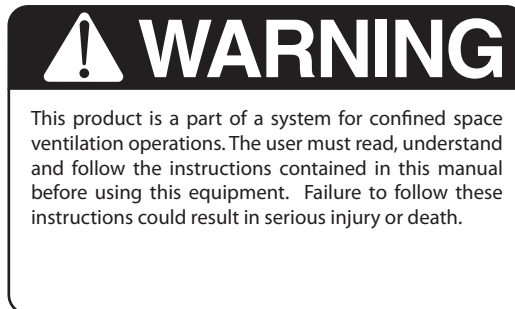 WARNING
This product is a part of a system for confined space
ventilation operations. The user must read, understand
and follow the instructions contained in this manual
before using this equipment.  Failure to follow these
instructions could result in serious injury or death.